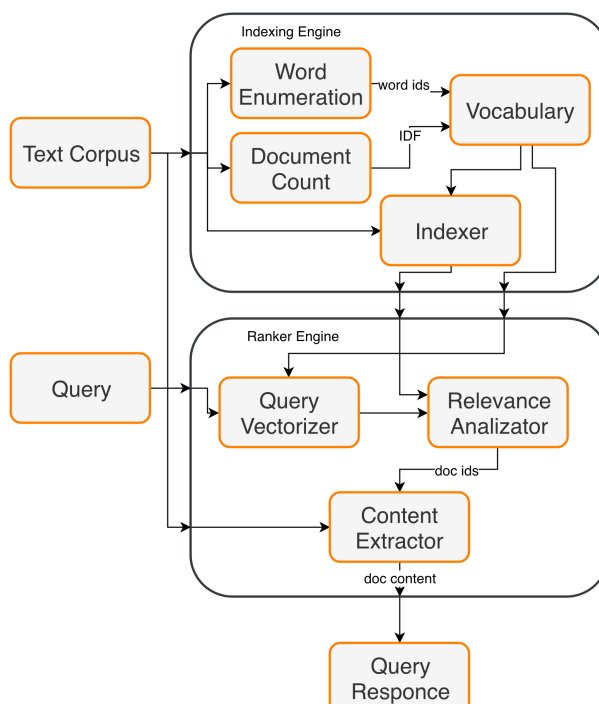 Indexing Engine
Word
Enumeration
word ids
Vocabulary
Text Corpus
Document
Count
IDF
Indexer
Ranker Engine
Query
Query
Vectorizer
Relevance
Analizator
doc ids
Content
Extractor
doc content
Query
Responce